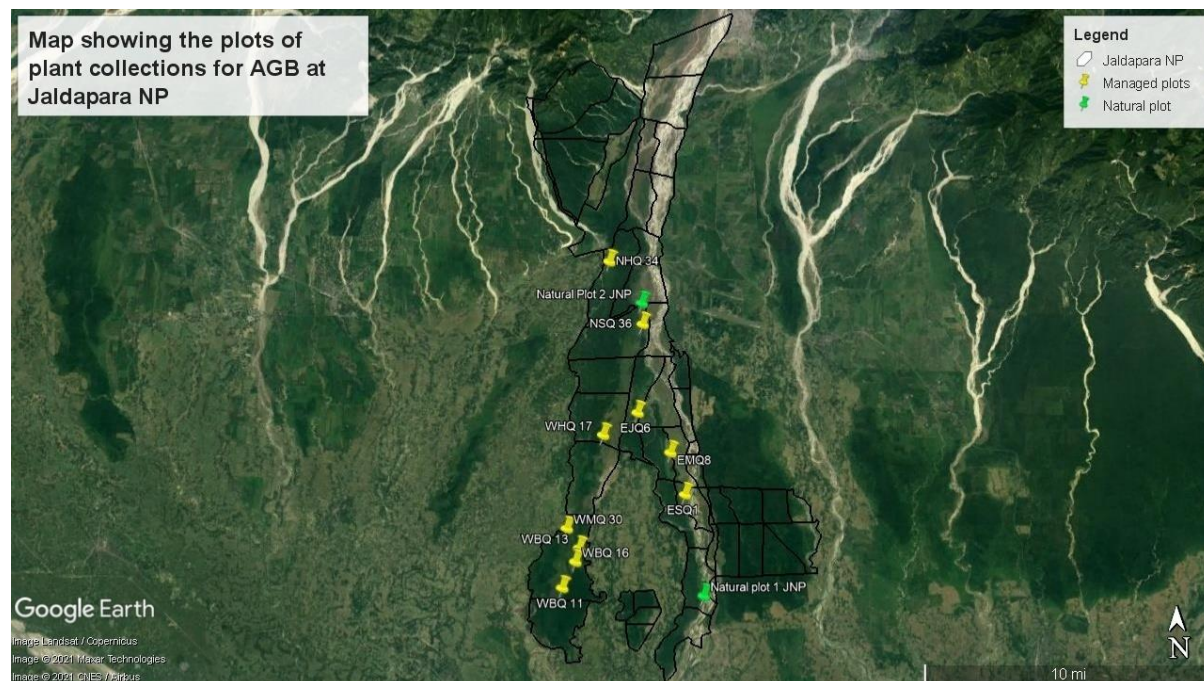 Map showing the plots of
plant collections for AGB at
Jaldapara NP
Legend
Jaldapara NP
Managed plots
Natural plot
NHQ 34
Natural Plot 2 JNP
NSQ 36
WHQ 17
EJQ6
EMQ8
ESQ1
WMQ 30
WBQ 13
WBQ 16
WBQ 11
Natural plot 1 JNP
Google Earth
Image Landsat / Copernicus
Image © 2021 Maxar Technologies
Image © 2021 CNES / Airbus
N
10 mi